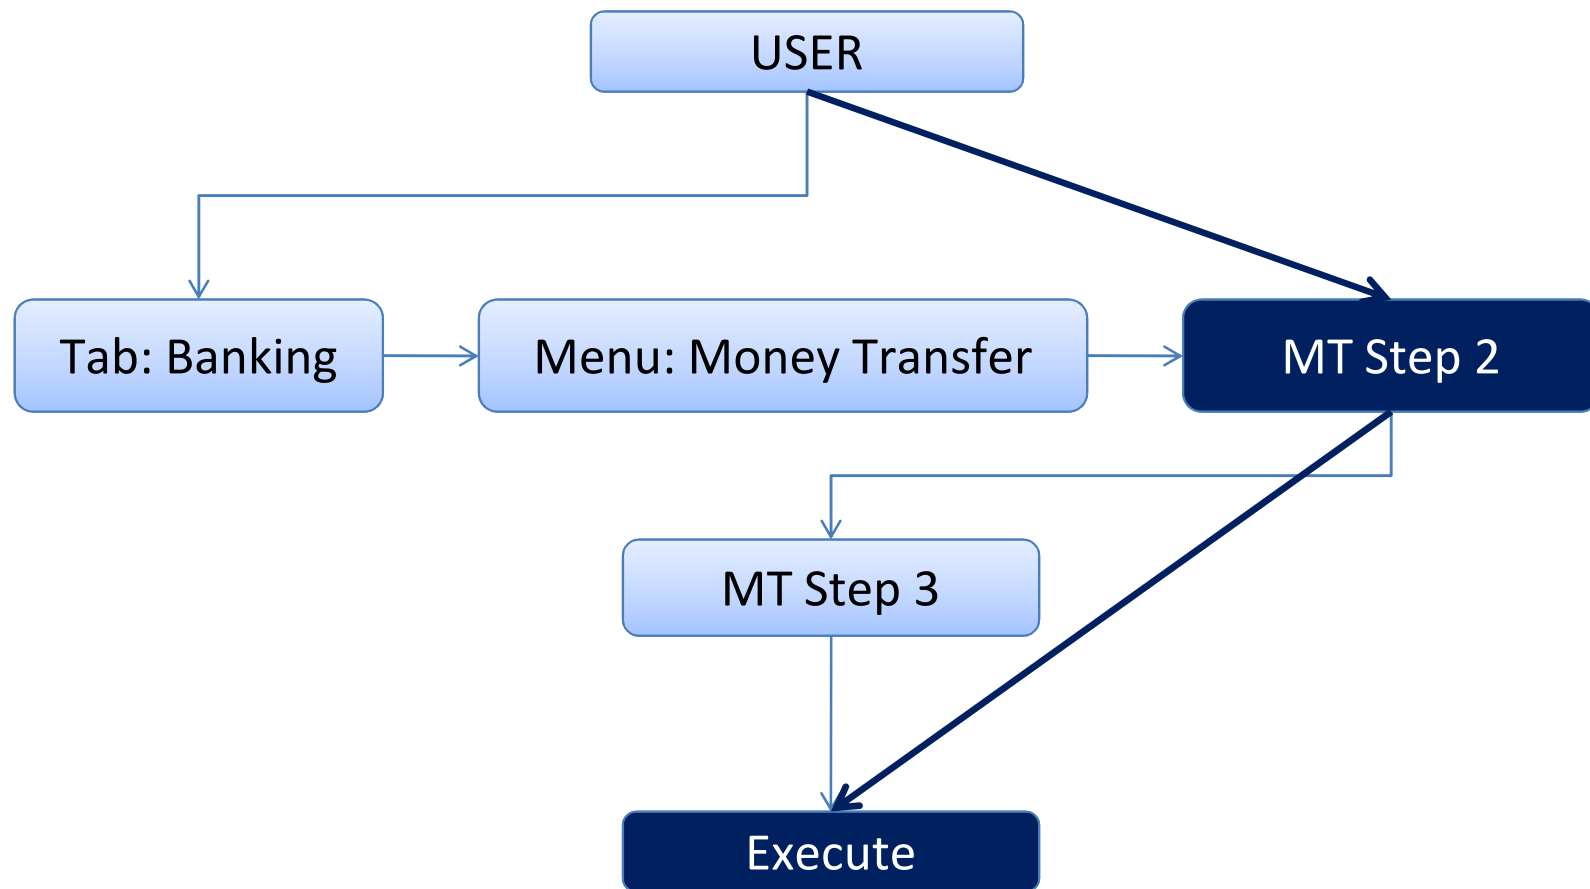 USER
Tab: Banking
Menu: Money Transfer
MT Step 2
MT Step 3
Execute